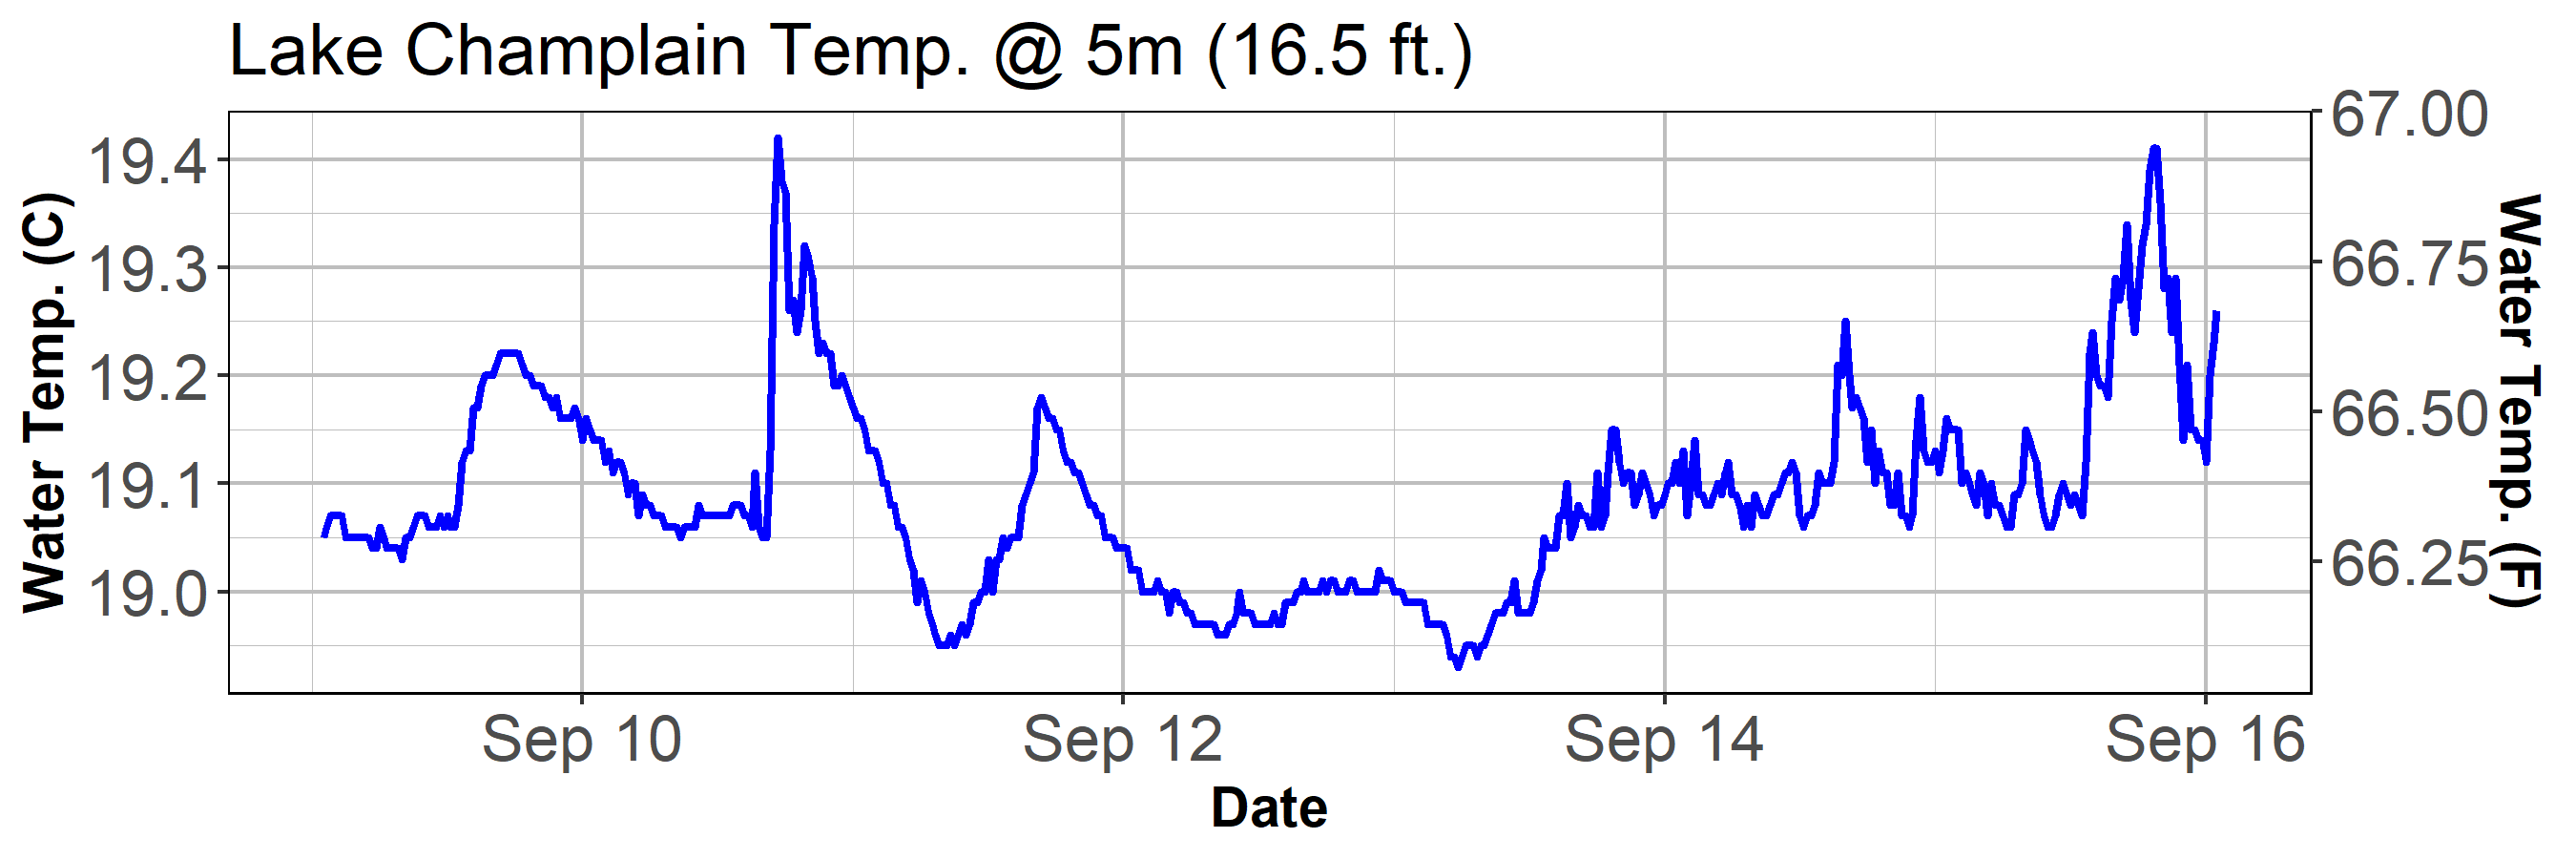 Lake Champlain Temp. @ 5m (16.5 ft.)
Water Temp. (C)
19.4
19.3
19.2
19.1
19.0
67.00
66.75
66.50
66.25
Water Temp. (F)
Sep 10
Sep 12
Sep 14
Sep 16
Date